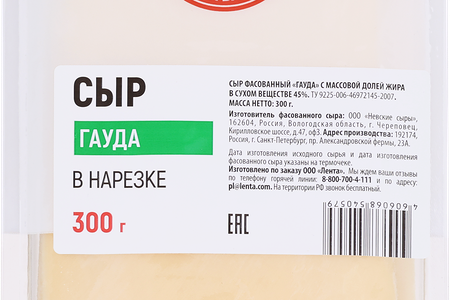 СЫР
ГАУДА
В НАРЕЗКЕ
300 г
СЫР ФАСОВАННЫЙ «ГАУДА» С МАССОВОЙ ДОЛЕЙ ЖИРА
В СУХОМ ВЕЩЕСТВЕ 45%. ТУ 9225-006-46972145-2007.
МАССА НЕТТО: 300 г.
Изготовитель фасованного сыра: ООО «Невские сыры»,
162604, Россия, Вологодская область, г. Череповец,
Кирилловское шоссе, д.47, оф3. Адрес производства: 192174,
Россия, г. Санкт-Петербург, пр. Александровской фермы, 23А.
Дата изготовления исходного сырья и дата изготовления
фасованного сыра указаны на термочеке.
Изготовлено по заказу ООО «Лента». Мы ждем ваши отзывы
по телефону горячей линии: 8-800-700-4-111 и по адресу:
pl@lenta.com. На территории РФ звонок бесплатный.
ЕАС